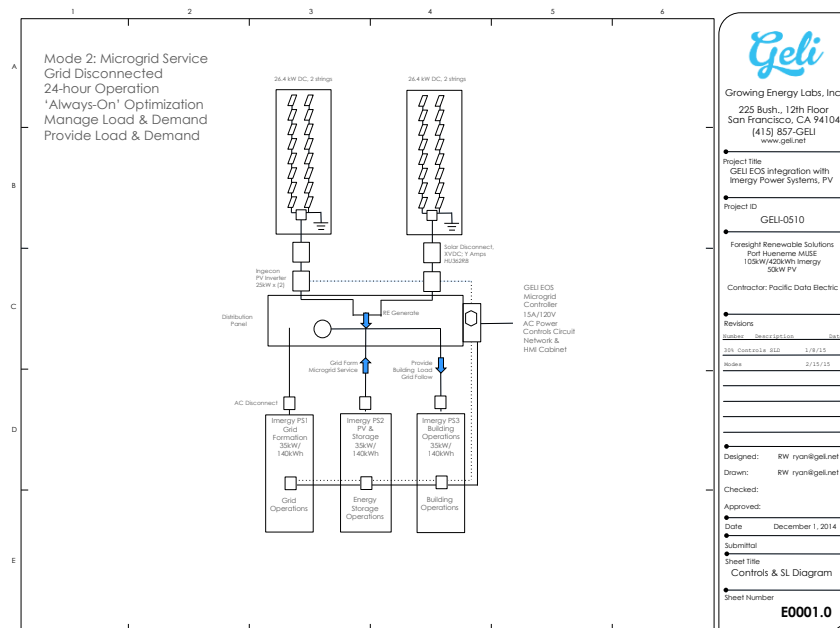 1 2 3 4 5 6
A
B
C
D
E
Mode 2: Microgrid Service
Grid Disconnected
24-hour Operation
'Always-On' Optimization
Manage Load & Demand
Provide Load & Demand
26.4 kW DC, 2 strings
26.4 kW DC, 2 strings
Solar Disconnect,
XVDC; Y Amps
HU362RB
Ingecon
PV Inverter
25kW x (2)
Distribution
Panel
RE Generate
GELI EOS
Microgrid
Controller
15A/120V
AC Power
Controls Circuit
Network &
HMI Cabinet
Grid Form
Microgrid Service
Provide
Building Load
Grid Follow
AC Disconnect
Imergy PS1
Grid
Formation
35kW/
140kWh
Imergy PS2
PV &
Storage
35kW/
140kWh
Imergy PS3
Building
Operations
35kW/
140kWh
Grid
Operations
Energy
Storage
Operations
Building
Operations
Geli
Growing Energy Labs, Inc
225 Bush., 12th Floor
San Francisco, CA 94104
(415) 857-GELI
www.geli.net
Project Title
GELI EOS integration with
Imergy Power Systems, PV
Project ID
GELI-0510
Foresight Renewable Solutions
Port Hueneme MUSE
105kW/420kWh Imergy
50kW PV
Contractor: Pacific Data Electric
Revisions
Number Description Dat
30% Controls SLD 1/8/15
Modes 2/15/15
Designed: RW ryan@geli.net
Drawn: RW ryan@geli.net
Checked:
Approved:
Date December 1, 2014
Submittal
Sheet Title
Controls & SL Diagram
Sheet Number
E0001.0